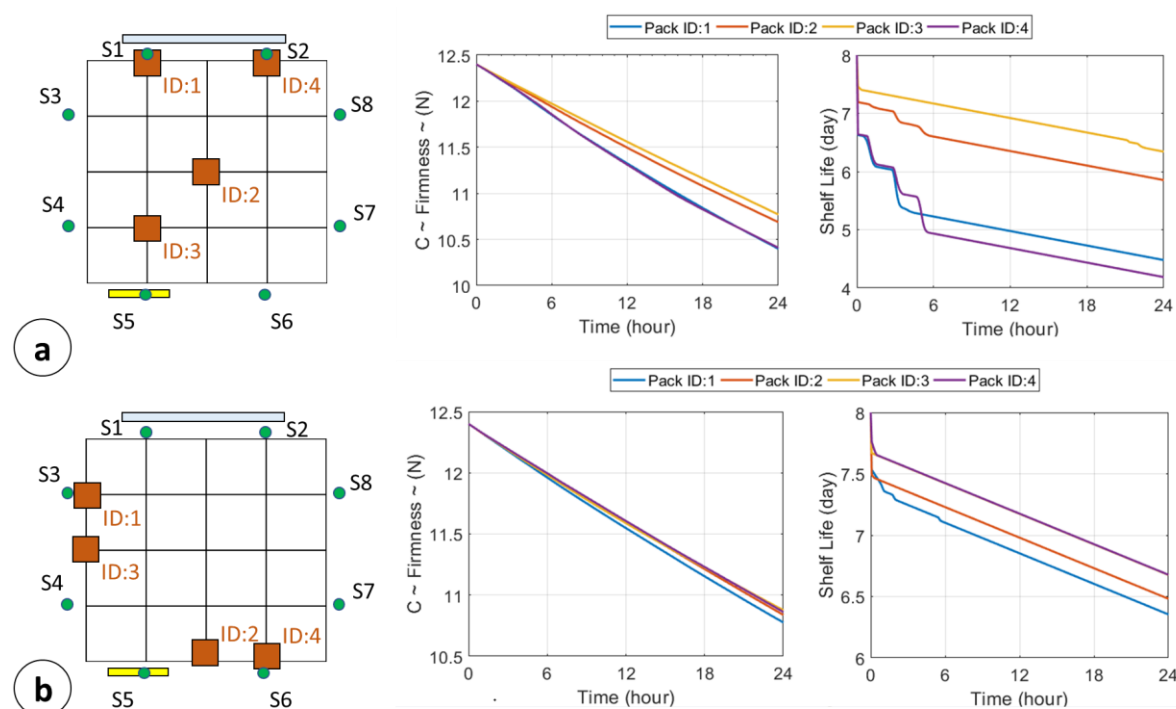 S1
S2
ID:1
ID:4
S3
S8
ID:2
S4
S7
ID:3
S5
S6
a
Pack ID:1 Pack ID:2 Pack ID:3 Pack ID:4
12.5
12
11.5
11
10.5
10
C ~ Firmness ~ (N)
0 6 12 18 24
Time (hour)
8
7
6
5
4
Shelf Life (day)
0 6 12 18 24
Time (hour)
S1
S2
S3
S8
ID:1
ID:3
S4
S7
ID:2
ID:4
S5
S6
b
Pack ID:1 Pack ID:2 Pack ID:3 Pack ID:4
12.5
12
11.5
11
10.5
C ~ Firmness ~ (N)
0 6 12 18 24
Time (hour)
8
7.5
7
6.5
6
Shelf Life (day)
0 6 12 18 24
Time (hour)